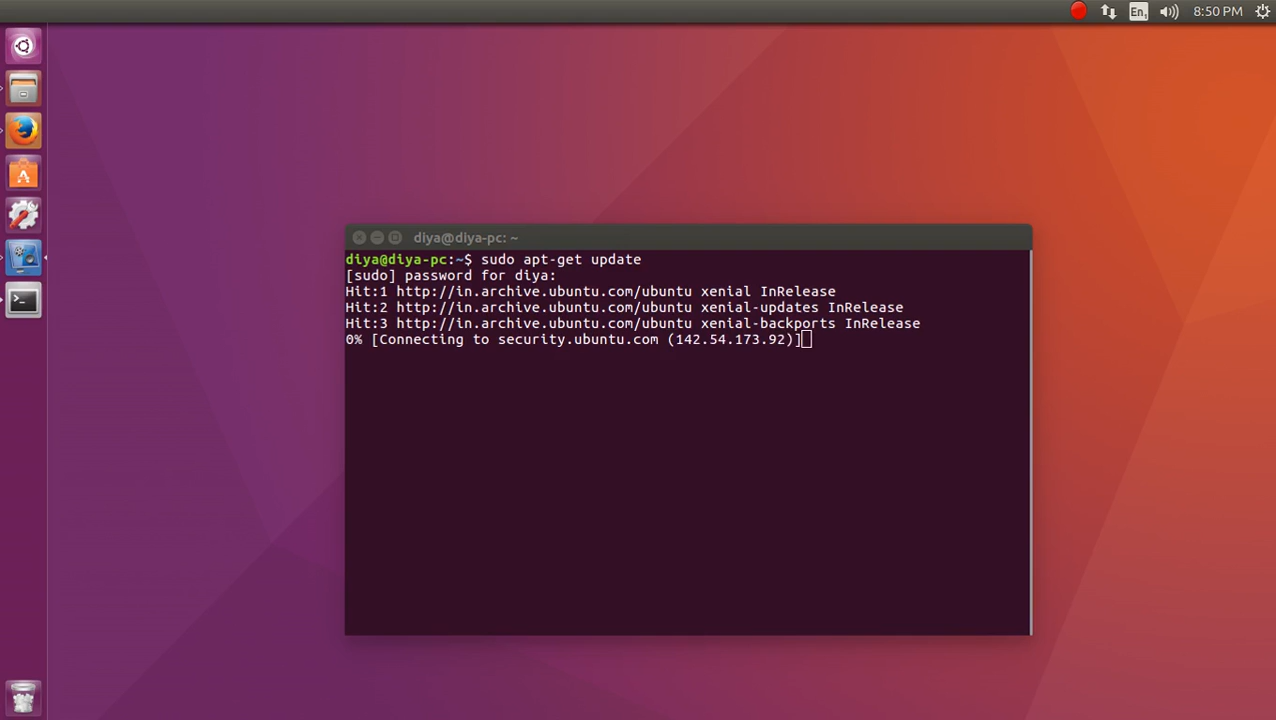 En₁ 8:50 PM
diya@diya-pc: ~
diya@diya-pc:~$ sudo apt-get update
[sudo] password for diya:
Hit:1 http://in.archive.ubuntu.com/ubuntu xenial InRelease
Hit:2 http://in.archive.ubuntu.com/ubuntu xenial-updates InRelease
Hit:3 http://in.archive.ubuntu.com/ubuntu xenial-backports InRelease
0% [Connecting to security.ubuntu.com (142.54.173.92)]